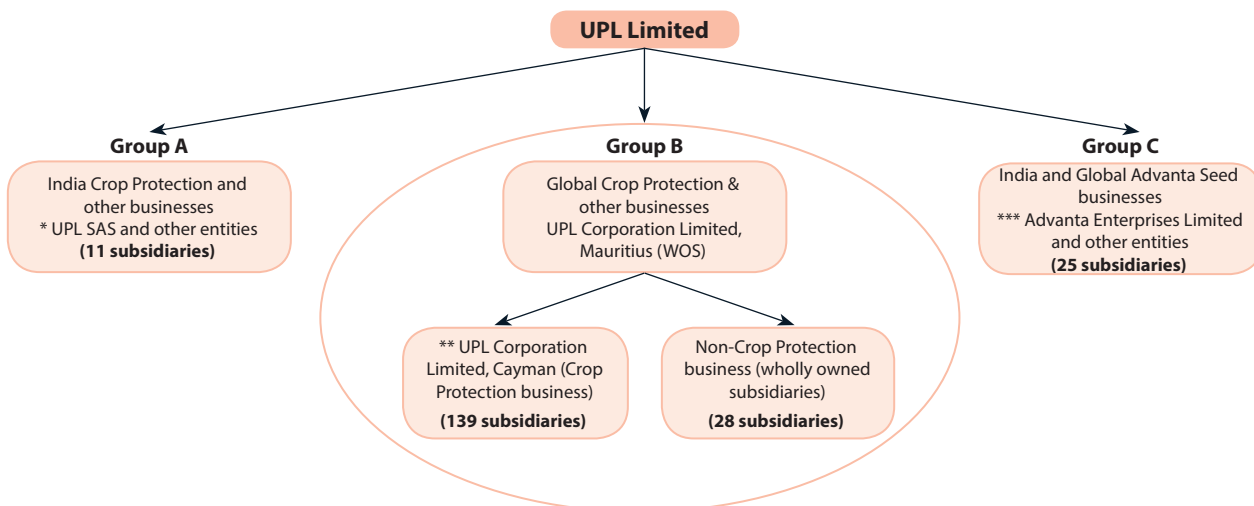 UPL Limited
Group A
India Crop Protection and
other businesses
* UPL SAS and other entities
(11 subsidiaries)
Group B
Global Crop Protection &
other businesses
UPL Corporation Limited,
Mauritius (WOS)
Group C
India and Global Advanta Seed
businesses
*** Advanta Enterprises Limited
and other entities
(25 subsidiaries)
** UPL Corporation
Limited, Cayman (Crop
Protection business)
(139 subsidiaries)
Non-Crop Protection
business (wholly owned
subsidiaries)
(28 subsidiaries)